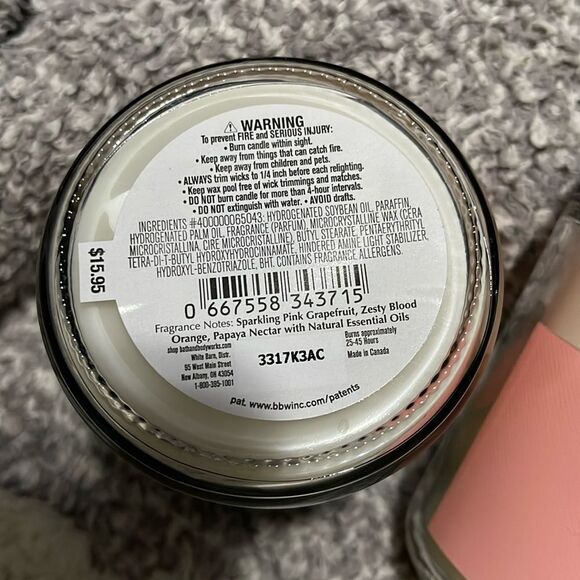 ⚠ WARNING
To prevent FIRE and SERIOUS INJURY:
• Burn candle within sight.
• Keep away from things that can catch fire.
• Keep away from children and pets.
• ALWAYS trim wicks to 1/4 inch before each relighting.
• Keep wax pool free of wick trimmings and matches.
• DO NOT burn candle for more than 4-hour intervals.
• DO NOT extinguish with water. • AVOID drafts.
INGREDIENTS #400000065043: HYDROGENATED SOYBEAN OIL, PARAFFIN,
HYDROGENATED PALM OIL, FRAGRANCE (PARFUM), MICROCRYSTALLINE WAX (CERA
MICROCRISTALLINA, CIRE MICROCRISTALLINE), BUTYL STEARATE, PENTAERYTHRITYL
TETRA-DI-T-BUTYL HYDROXYHYDROCINNAMATE, HINDERED AMINE LIGHT STABILIZER,
HYDROXYL-BENZOTRIAZOLE, BHT. CONTAINS FRAGRANCE ALLERGENS.
$15.95
0 667558 343715
Fragrance Notes: Sparkling Pink Grapefruit, Zesty Blood
Orange, Papaya Nectar with Natural Essential Oils
shop bathandbodyworks.com
White Barn, Distr.
95 West Main Street
New Albany, OH 43054
1-800-395-1001
3317K3AC
Burns approximately
25-45 Hours
Made in Canada
pat. www.bbwinc.com/patents